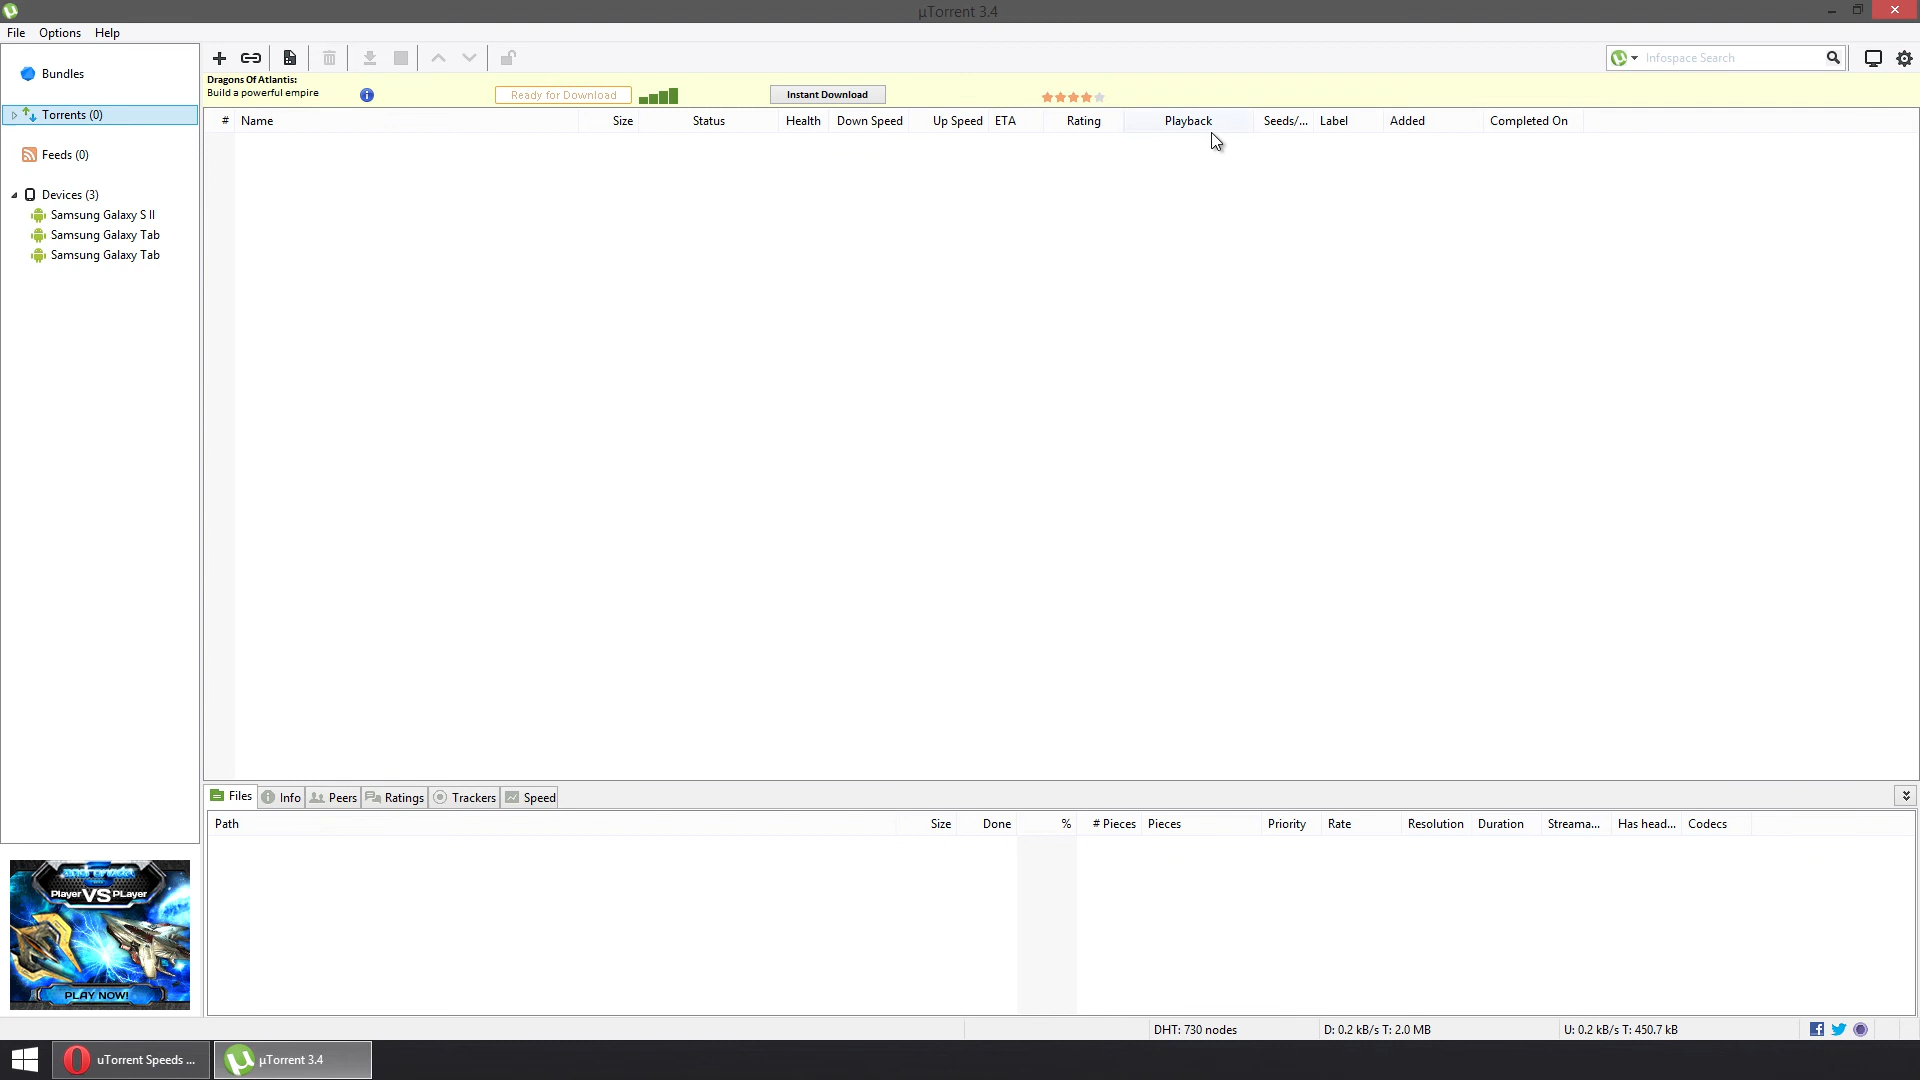 µTorrent 3.4
File Options Help
Infospace Search
Bundles
Torrents (0)
Feeds (0)
Devices (3)
Samsung Galaxy S II
Samsung Galaxy Tab
Samsung Galaxy Tab
Dragons Of Atlantis:
Build a powerful empire
Ready for Download
Instant Download
# Name Size Status Health Down Speed Up Speed ETA Rating Playback Seeds/... Label Added Completed On
Files Info Peers Ratings Trackers Speed
Path Size Done % # Pieces Pieces Priority Rate Resolution Duration Streama... Has head... Codecs
Player VS PLayer
PLAY NOW!
DHT: 730 nodes D: 0.2 kB/s T: 2.0 MB U: 0.2 kB/s T: 450.7 kB
uTorrent Speeds ... µTorrent 3.4